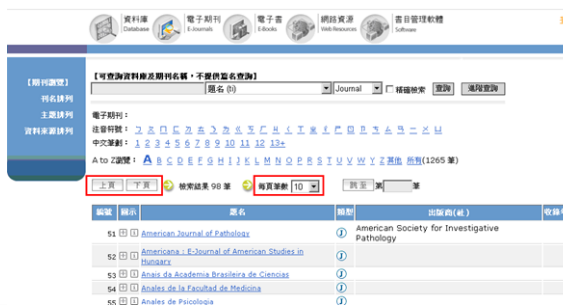 資料庫 Database 電子期刊 E-Journals 電子書 E-Books 網路資源 Web Resources 書目管理軟體 Software
【期刊瀏覽】
刊名排列
主題排列
資料來源排列
【可查詢資料庫及期刊名稱，不提供篇名查詢】
題名 (ti) Journal 精確檢索 查詢 進階查詢
電子期刊：
注音符號： ㄅ ㄆ ㄇ ㄈ ㄉ ㄊ ㄋ ㄌ ㄍ ㄎ ㄏ ㄐ
中文筆劃： 1 2 3 4 5 6 7 8 9 10 11 12 13+
A to Z瀏覽： A B C D E F G H I J K L M N O P R S T U V W Y Z 其他 所有(1265 筆)
上頁 下頁 檢索結果 98 筆 每頁筆數 10 跳至 第 筆
編號 圖示 題名 類型 出版商(社) 收錄
51 American Journal of Pathology American Society for Investigative Pathology
52 Americana : E-Journal of American Studies in Hungary
53 Anais da Academia Brasileira de Ciencias
54 Anales de la Facultad de Medicina
55 Anales de Psicologia